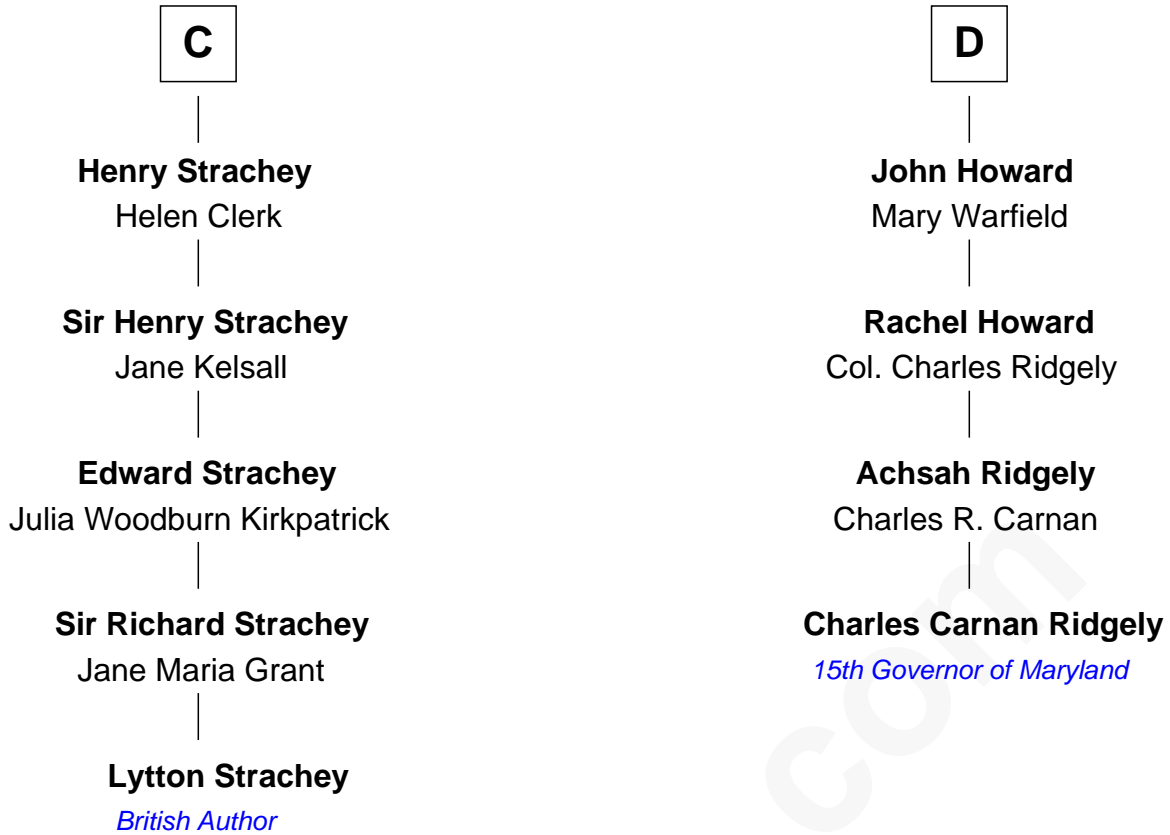 C
Henry Strachey
Helen Clerk
Sir Henry Strachey
Jane Kelsall
Edward Strachey
Julia Woodburn Kirkpatrick
Sir Richard Strachey
Jane Maria Grant
Lytton Strachey
British Author
D
John Howard
Mary Warfield
Rachel Howard
Col. Charles Ridgely
Achsah Ridgely
Charles R. Carnan
Charles Carnan Ridgely
15th Governor of Maryland
com